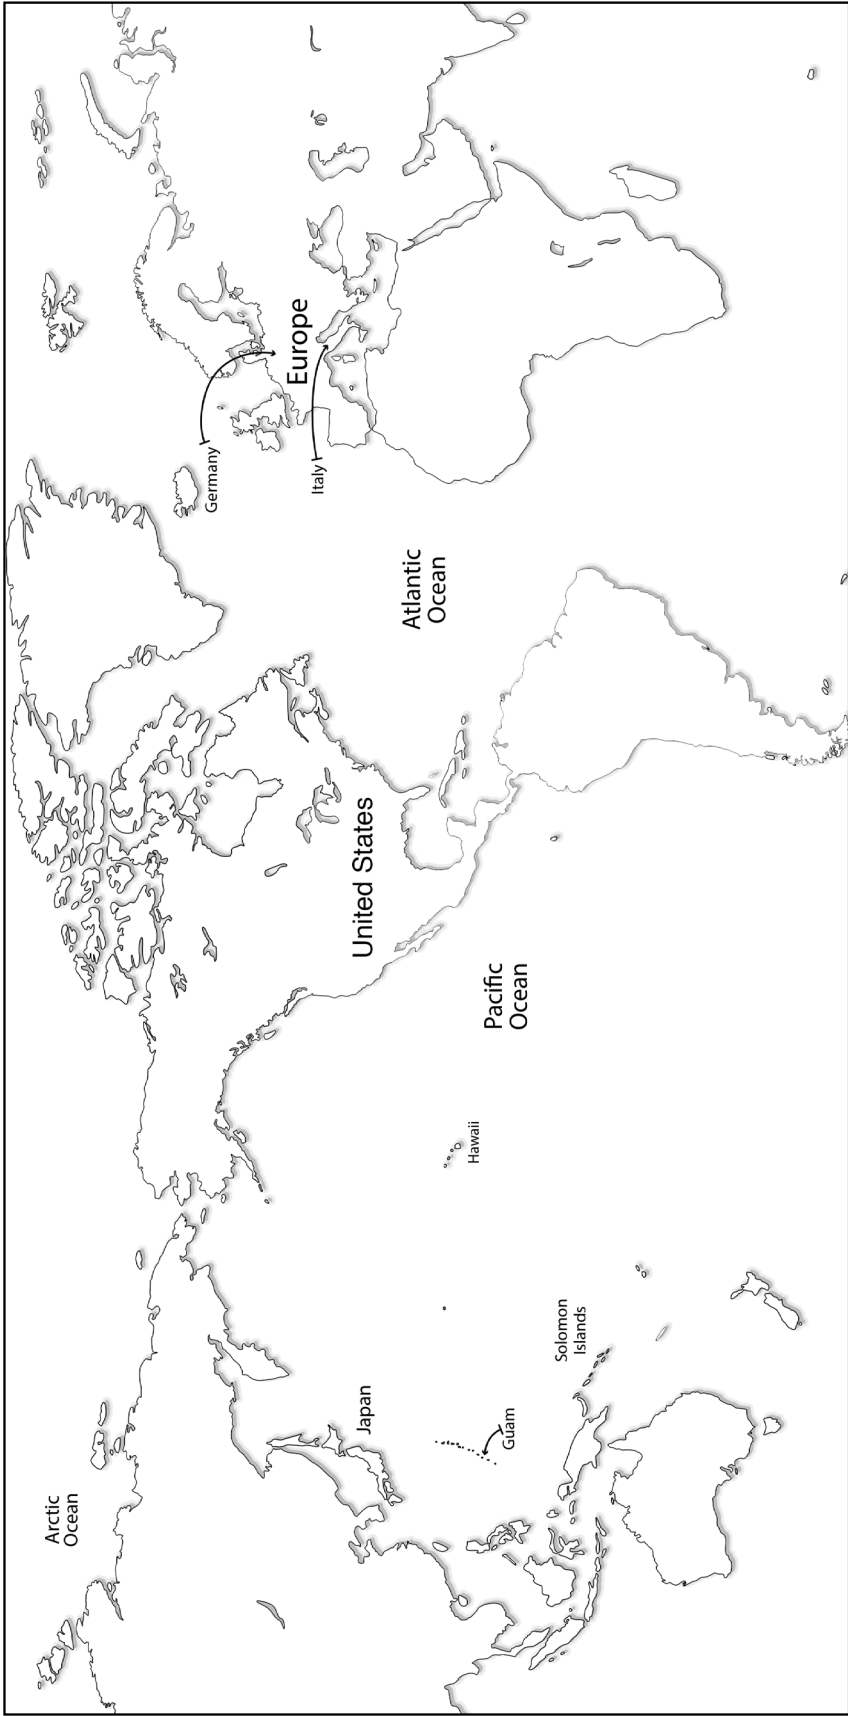 Arctic
Ocean
Germany
Europe
Italy
Japan
United States
Atlantic
Ocean
Hawaii
Pacific
Ocean
Guam
Solomon
Islands